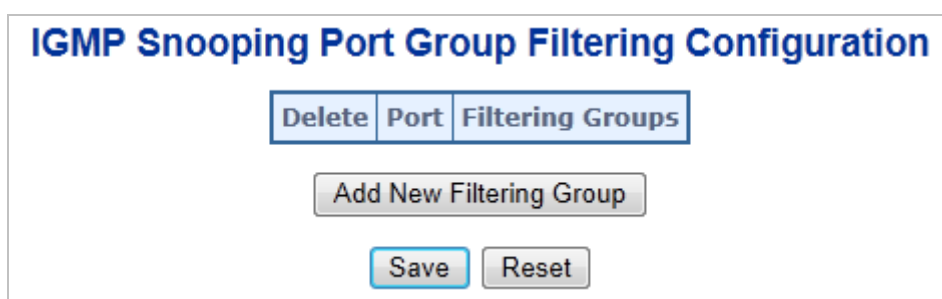 IGMP Snooping Port Group Filtering Configuration
Delete Port Filtering Groups
Add New Filtering Group
Save Reset